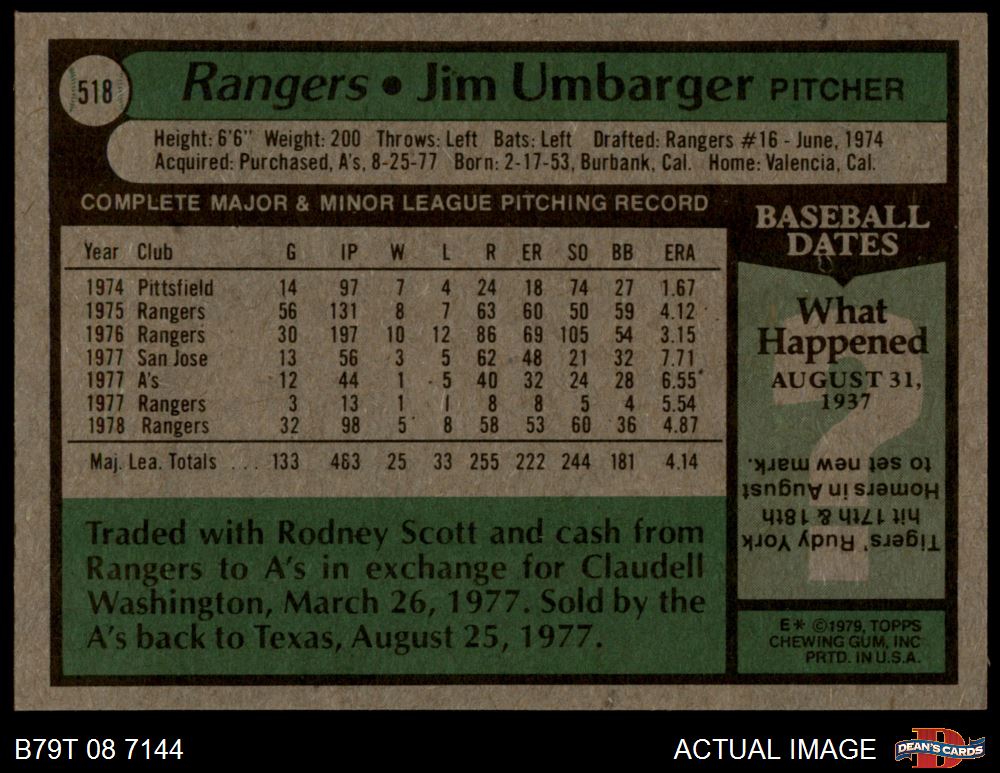 518
Rangers • Jim Umbarger PITCHER
Height: 6'6" Weight: 200 Throws: Left Bats: Left Drafted: Rangers #16 - June, 1974
Acquired: Purchased, A's, 8-25-77 Born: 2-17-53, Burbank, Cal. Home: Valencia, Cal.
COMPLETE MAJOR & MINOR LEAGUE PITCHING RECORD
Year Club G IP W L R ER SO BB ERA
1974 Pittsfield 14 97 7 4 24 18 74 27 1.67
1975 Rangers 56 131 8 7 63 60 50 59 4.12
1976 Rangers 30 197 10 12 86 69 105 54 3.15
1977 San Jose 13 56 3 5 62 48 21 32 7.71
1977 A's 12 44 1 5 40 32 24 28 6.55
1977 Rangers 3 13 1 1 8 8 5 4 5.54
1978 Rangers 32 98 5 8 58 53 60 36 4.87
Maj. Lea. Totals ... 133 483 25 33 255 222 244 181 4.14
Traded with Rodney Scott and cash from
Rangers to A's in exchange for Claudell
Washington, March 26, 1977. Sold by the
A's back to Texas, August 25, 1977.
BASEBALL
DATES
What
Happened
AUGUST 31,
1937
Tigers' Rudy York
hit 17th & 18th
Homers in August
to set new mark.
E* ©1979, TOPPS
CHEWING GUM, INC
PRTD. IN U.S.A.
B79T 08 7144
ACTUAL IMAGE
DEAN'S CARDS